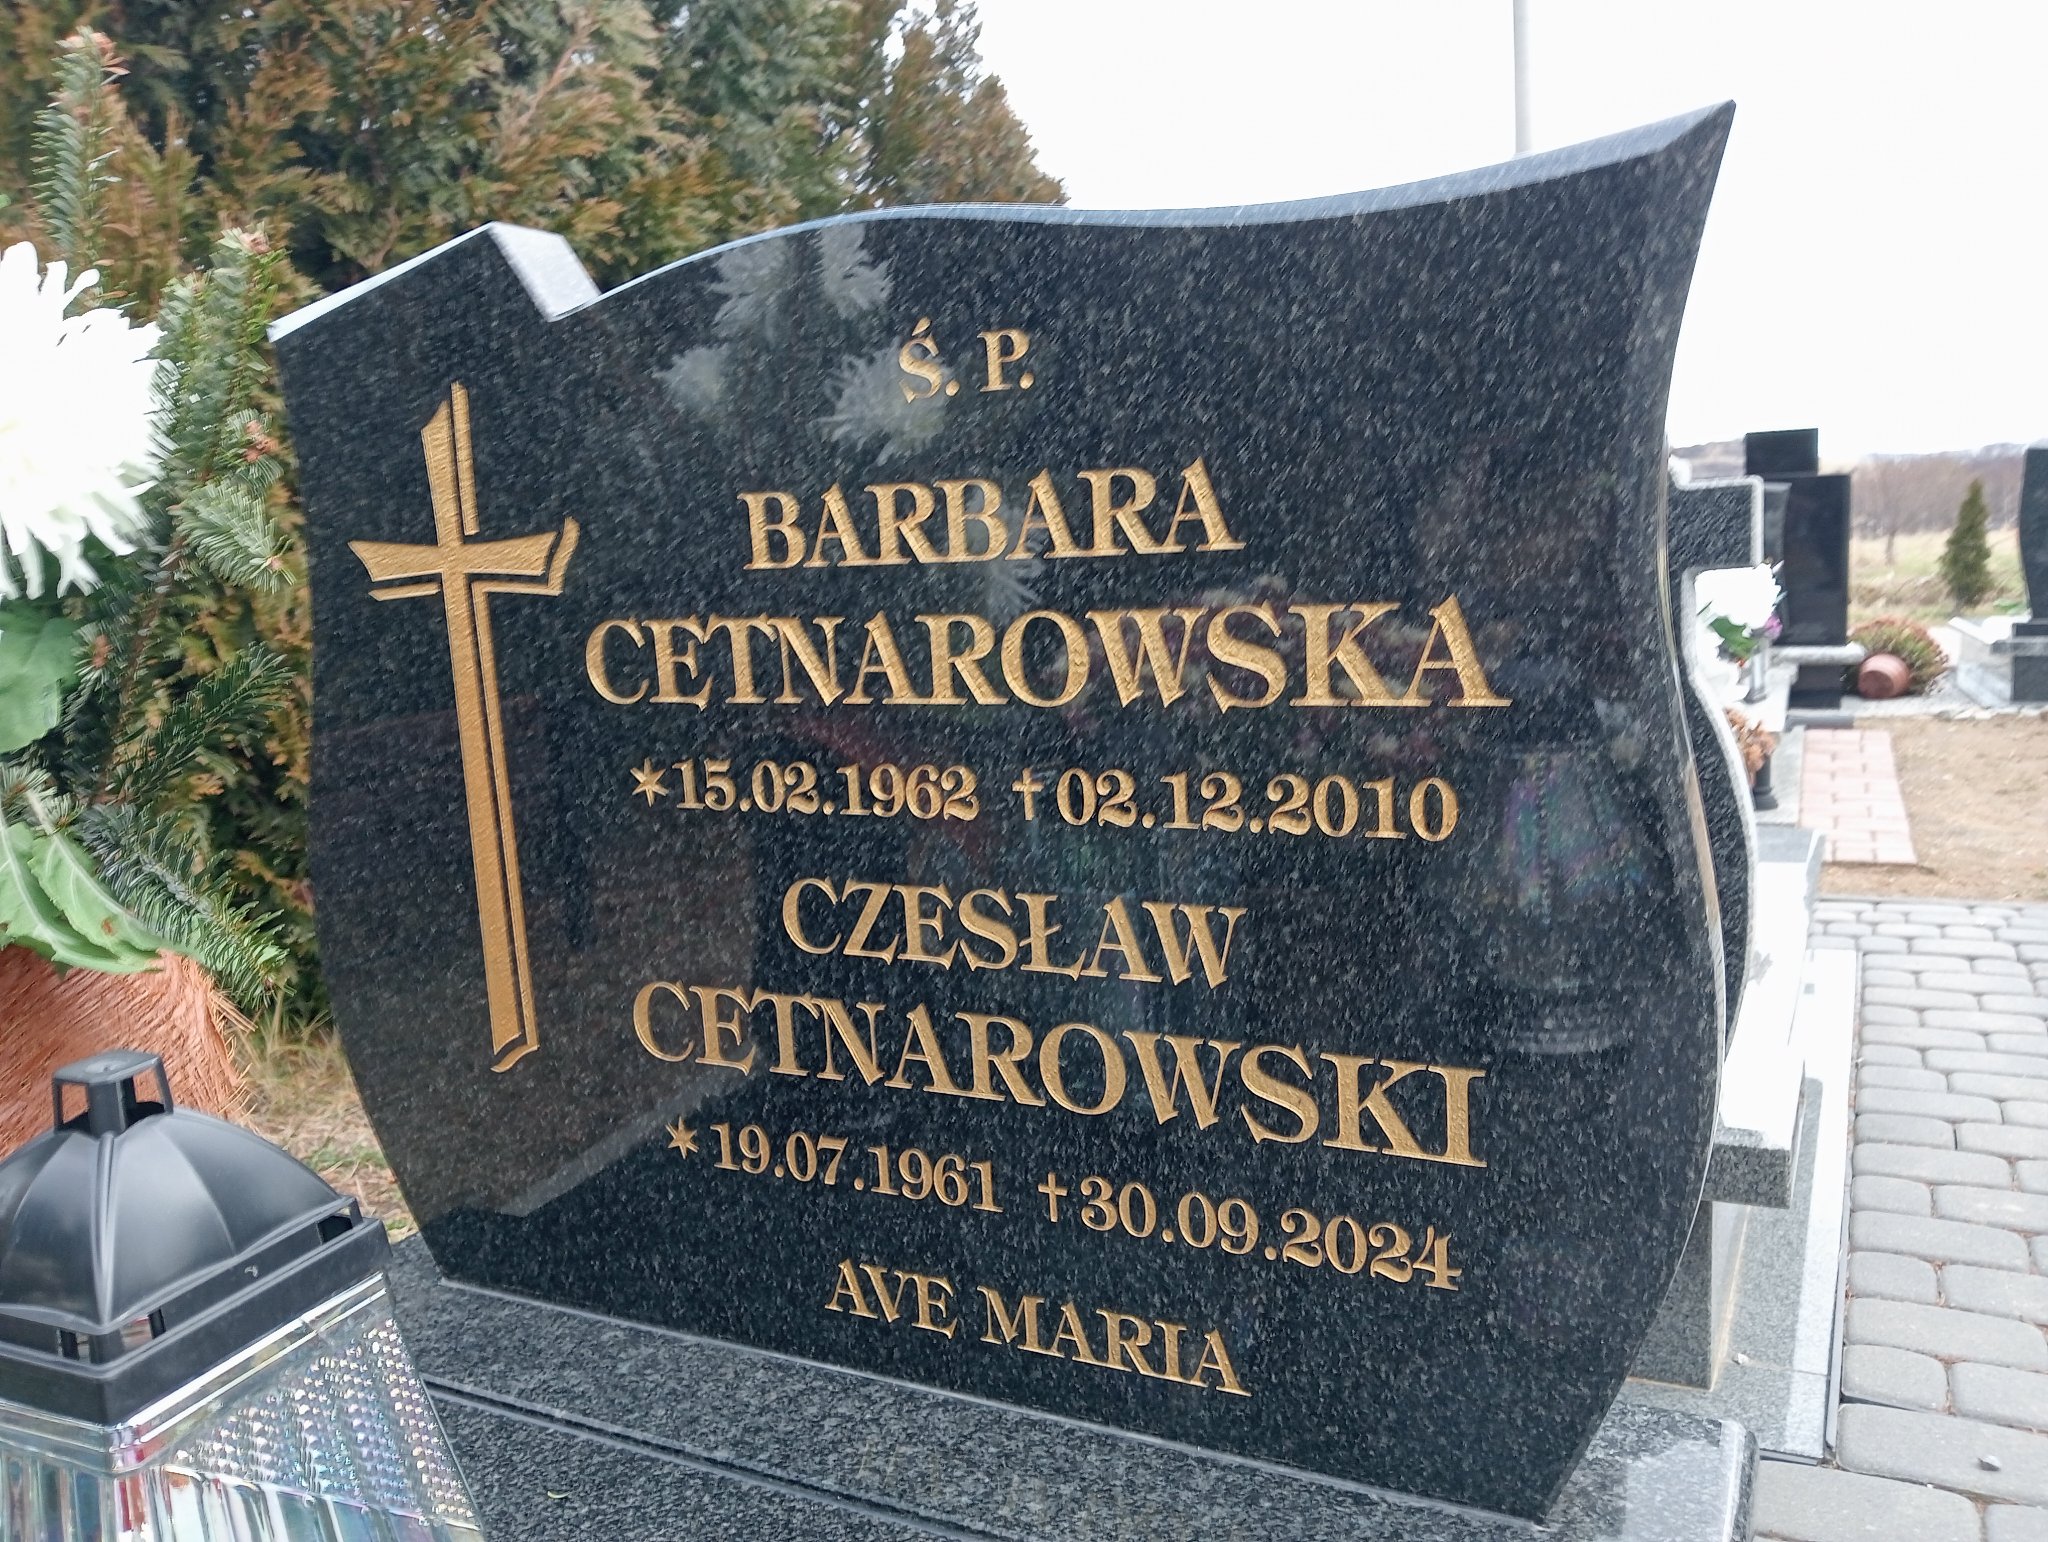 Ś. P.
BARBARA
CETNAROWSKA
*15.02.1962 †02.12.2010
CZESŁAW
CETNAROWSKI
*19.07.1961 †30.09.2024
AVE MARIA